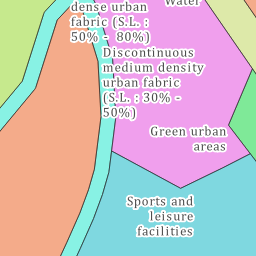 Water
dense urban
fabric (S.L. :
50% - 80%)
Discontinuous
medium density
urban fabric
(S.L. : 30% -
50%)
Green urban
areas
Sports and
leisure
facilities